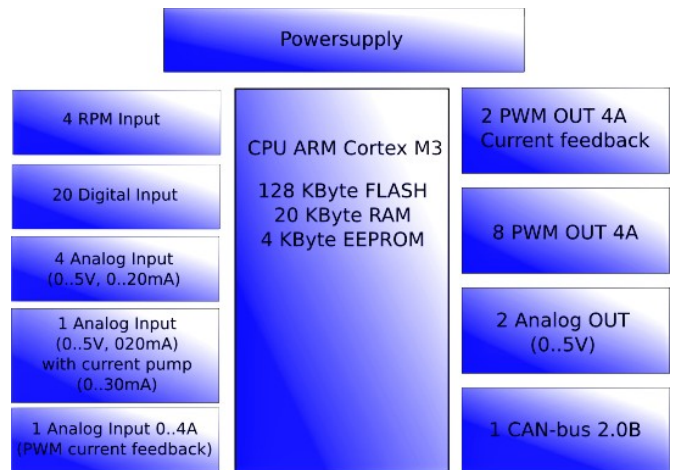 Powersupply
4 RPM Input
20 Digital Input
4 Analog Input
(0..5V, 0..20mA)
1 Analog Input
(0..5V, 020mA)
with current pump
(0..30mA)
1 Analog Input 0..4A
(PWM current feedback)
CPU ARM Cortex M3
128 KByte FLASH
20 KByte RAM
4 KByte EEPROM
2 PWM OUT 4A
Current feedback
8 PWM OUT 4A
2 Analog OUT
(0..5V)
1 CAN-bus 2.0B